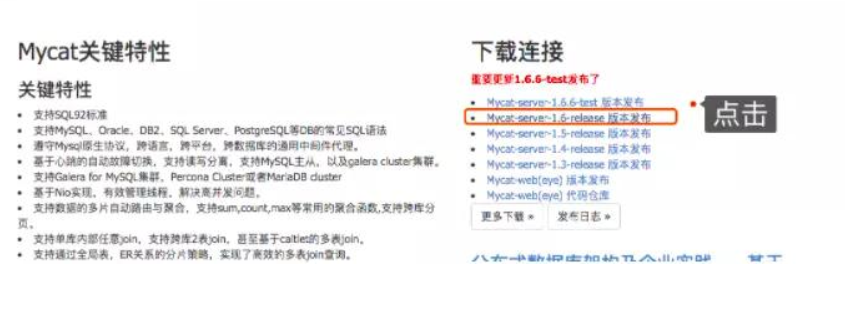 Mycat关键特性
关键特性
• 支持SQL92标准
• 支持MySQL、Oracle、DB2、SQL Server、PostgreSQL等DB的常见SQL语法
• 遵守Mysql原生协议，跨语言，跨平台，跨数据库的通用中间件代理。
• 基于心跳的自动故障切换，支持读写分离，支持MySQL主从，以及galera cluster集群。
• 支持Galera for MySQL集群，Percona Cluster或者MariaDB cluster
• 基于Nio实现，有效管理线程，解决高并发问题。
• 支持数据的多片自动路由与聚合，支持sum,count,max等常用的聚合函数,支持跨库分
页。
• 支持单库内部任意join，支持跨库2表join，甚至基于caltlet的多表join。
• 支持通过全局表，ER关系的分片策略，实现了高效的多表join查询。
下载连接
重要更新1.6.6-test发布了
• Mycat-server-1.6.6-test 版本发布
• Mycat-server-1.6-release 版本发布
• Mycat-server-1.5-release 版本发布
• Mycat-server-1.4-release 版本发布
• Mycat-server-1.3-release 版本发布
• Mycat-web(eye) 版本发布
• Mycat-web(eye) 代码仓库
更多下载 » 发布日志 »
点击
分布式数据库架构及企业实践——基于